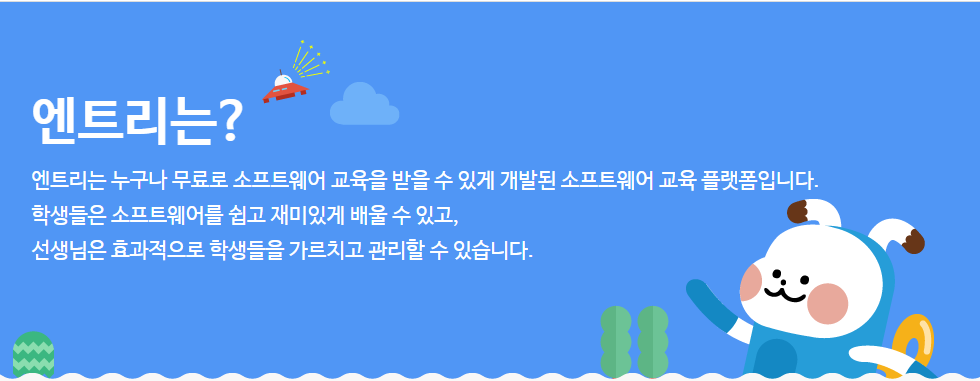 엔트리는?
엔트리는 누구나 무료로 소프트웨어 교육을 받을 수 있게 개발된 소프트웨어 교육 플랫폼입니다.
학생들은 소프트웨어를 쉽고 재미있게 배울 수 있고,
선생님은 효과적으로 학생들을 가르치고 관리할 수 있습니다.